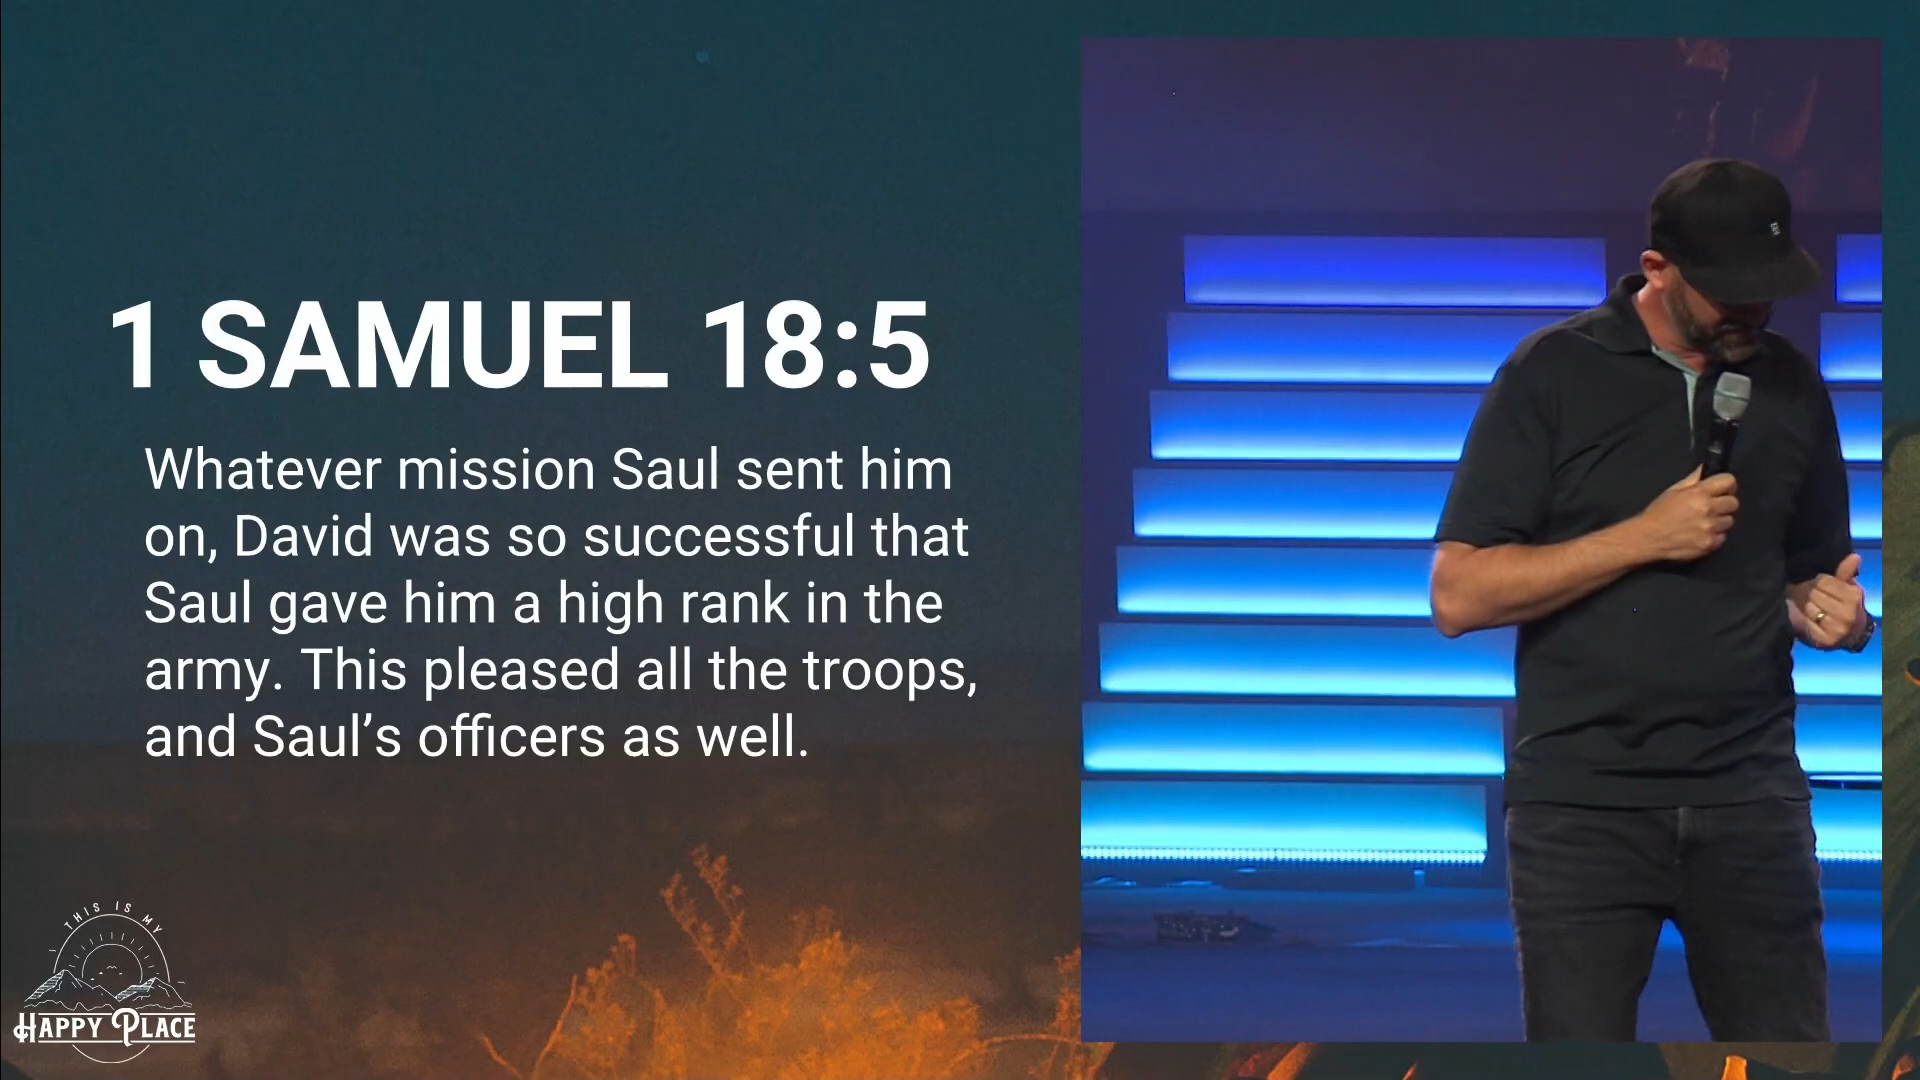 1 SAMUEL 18:5
Whatever mission Saul sent him
on, David was so successful that
Saul gave him a high rank in the
army. This pleased all the troops,
and Saul’s officers as well.
THIS IS MY
HAPPY PLACE